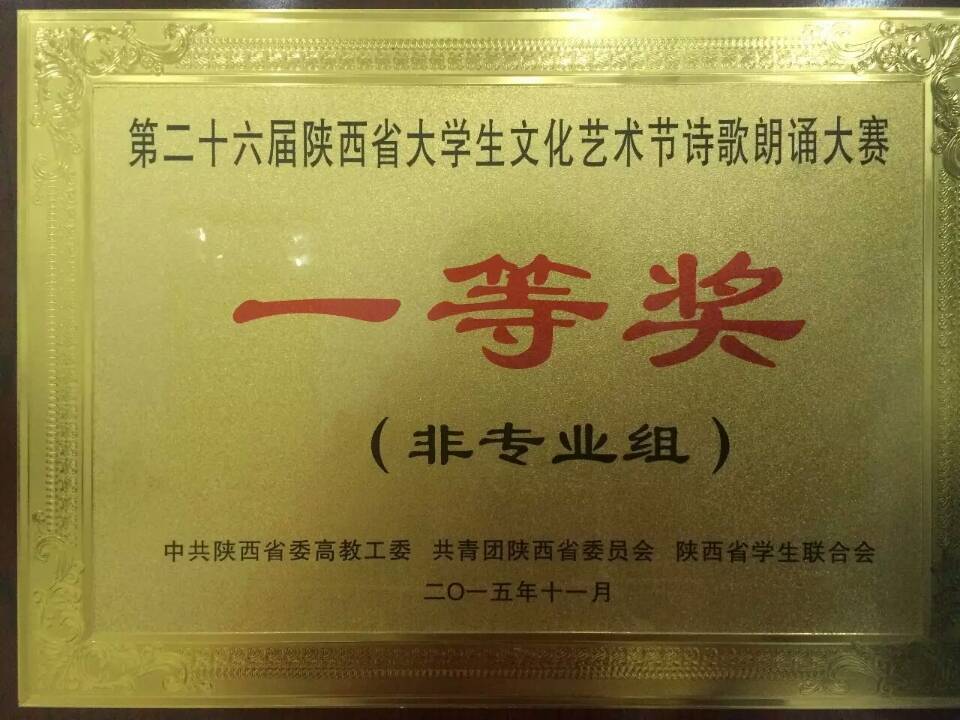 第二十六届陕西省大学生文化艺术节诗歌朗诵大赛
一等奖
（非专业组）
中共陕西省委高教工委 共青团陕西省委员会 陕西省学生联合会
二〇一五年十一月